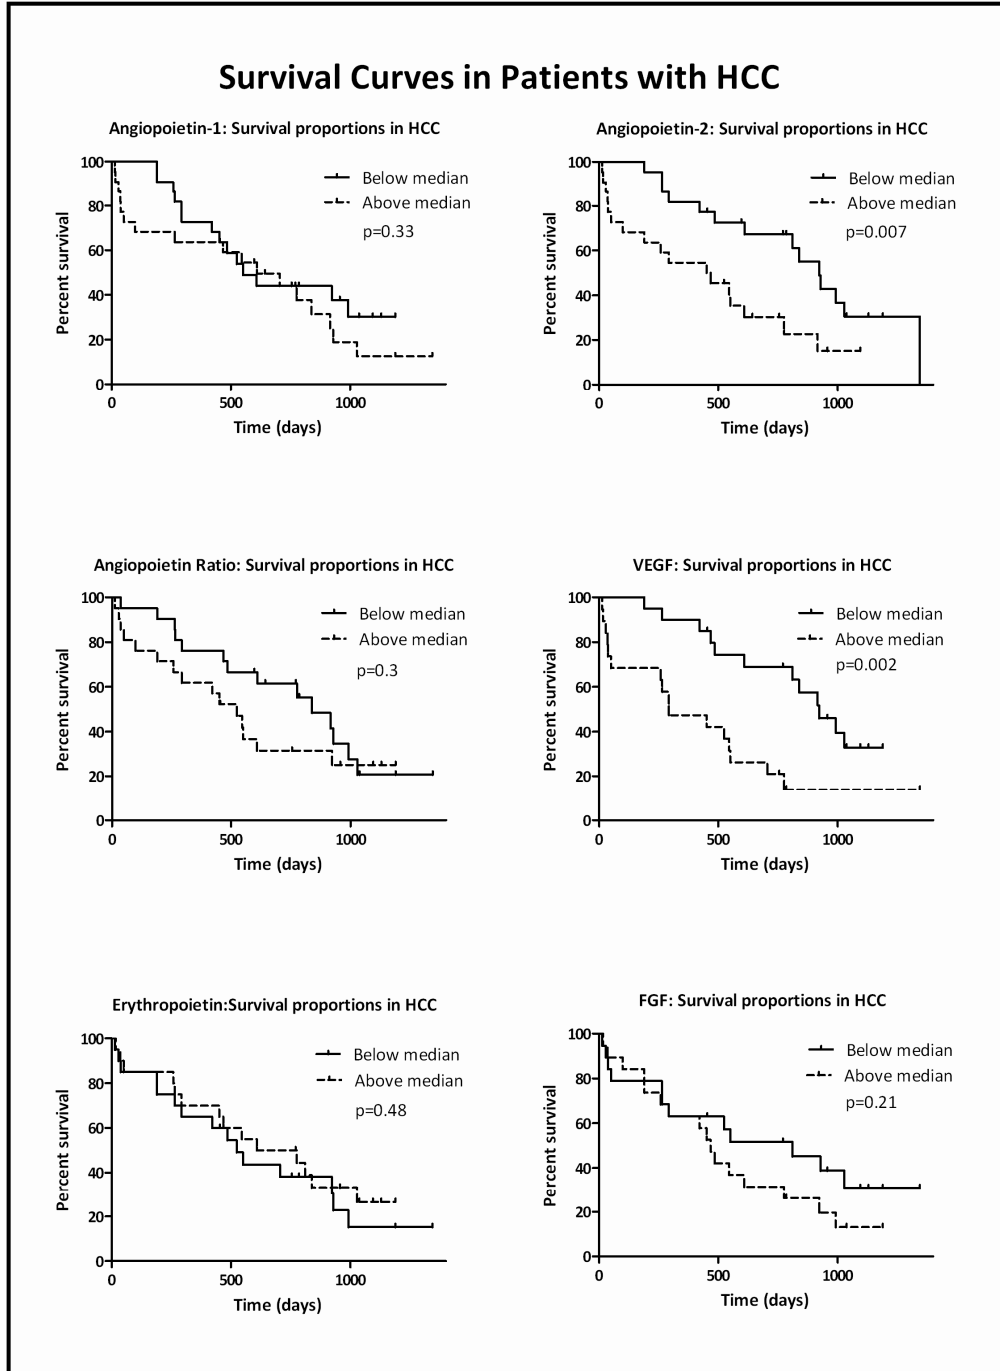 Survival Curves in Patients with HCC
Angiopoietin-1: Survival proportions in HCC
100
80
60
40
20
0
Percent survival
0 500 1000
Time (days)
Below median
Above median
p=0.33
Angiopoietin-2: Survival proportions in HCC
100
80
60
40
20
0
Percent survival
0 500 1000
Time (days)
Below median
Above median
p=0.007
Angiopoietin Ratio: Survival proportions in HCC
100
80
60
40
20
0
Percent survival
0 500 1000
Time (days)
Below median
Above median
p=0.3
VEGF: Survival proportions in HCC
100
80
60
40
20
0
Percent survival
0 500 1000
Time (days)
Below median
Above median
p=0.002
Erythropoietin:Survival proportions in HCC
100
80
60
40
20
0
Percent survival
0 500 1000
Time (days)
Below median
Above median
p=0.48
FGF: Survival proportions in HCC
100
80
60
40
20
0
Percent survival
0 500 1000
Time (days)
Below median
Above median
p=0.21